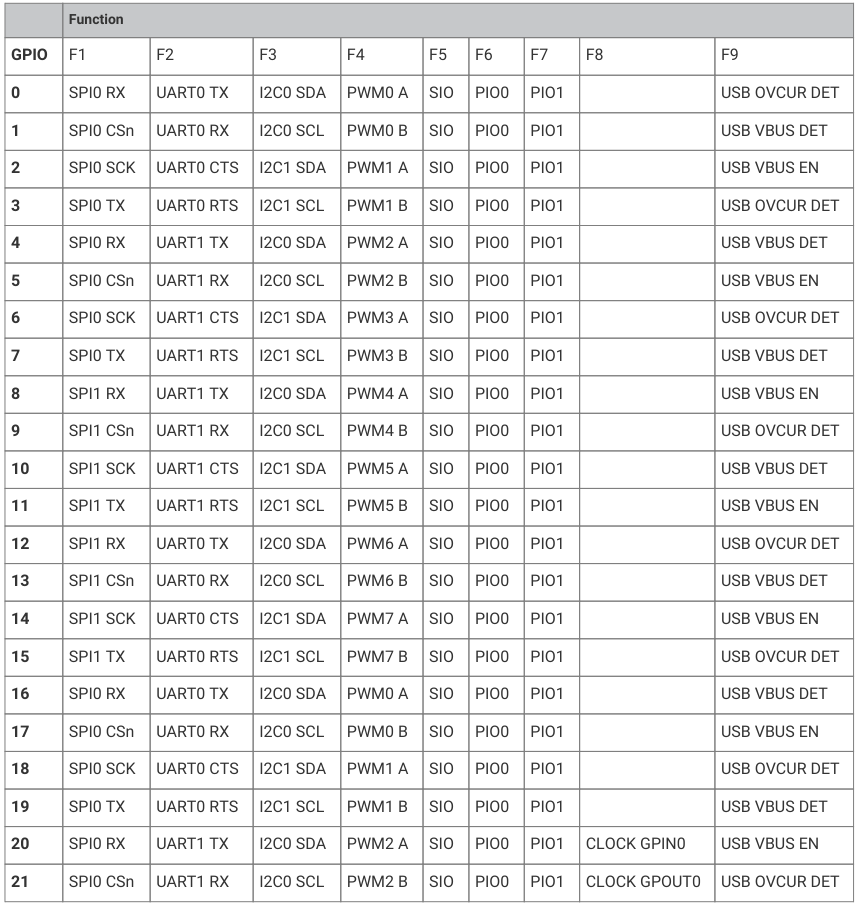 Function
GPIO F1 F2 F3 F4 F5 F6 F7 F8 F9
0 SPI0 RX UART0 TX I2C0 SDA PWM0 A SIO PIO0 PIO1 USB OVCUR DET
1 SPI0 CSn UART0 RX I2C0 SCL PWM0 B SIO PIO0 PIO1 USB VBUS DET
2 SPI0 SCK UART0 CTS I2C1 SDA PWM1 A SIO PIO0 PIO1 USB VBUS EN
3 SPI0 TX UART0 RTS I2C1 SCL PWM1 B SIO PIO0 PIO1 USB OVCUR DET
4 SPI0 RX UART1 TX I2C0 SDA PWM2 A SIO PIO0 PIO1 USB VBUS DET
5 SPI0 CSn UART1 RX I2C0 SCL PWM2 B SIO PIO0 PIO1 USB VBUS EN
6 SPI0 SCK UART1 CTS I2C1 SDA PWM3 A SIO PIO0 PIO1 USB OVCUR DET
7 SPI0 TX UART1 RTS I2C1 SCL PWM3 B SIO PIO0 PIO1 USB VBUS DET
8 SPI1 RX UART1 TX I2C0 SDA PWM4 A SIO PIO0 PIO1 USB VBUS EN
9 SPI1 CSn UART1 RX I2C0 SCL PWM4 B SIO PIO0 PIO1 USB OVCUR DET
10 SPI1 SCK UART1 CTS I2C1 SDA PWM5 A SIO PIO0 PIO1 USB VBUS DET
11 SPI1 TX UART1 RTS I2C1 SCL PWM5 B SIO PIO0 PIO1 USB VBUS EN
12 SPI1 RX UART0 TX I2C0 SDA PWM6 A SIO PIO0 PIO1 USB OVCUR DET
13 SPI1 CSn UART0 RX I2C0 SCL PWM6 B SIO PIO0 PIO1 USB VBUS DET
14 SPI1 SCK UART0 CTS I2C1 SDA PWM7 A SIO PIO0 PIO1 USB VBUS EN
15 SPI1 TX UART0 RTS I2C1 SCL PWM7 B SIO PIO0 PIO1 USB OVCUR DET
16 SPI0 RX UART0 TX I2C0 SDA PWM0 A SIO PIO0 PIO1 USB VBUS DET
17 SPI0 CSn UART0 RX I2C0 SCL PWM0 B SIO PIO0 PIO1 USB VBUS EN
18 SPI0 SCK UART0 CTS I2C1 SDA PWM1 A SIO PIO0 PIO1 USB OVCUR DET
19 SPI0 TX UART0 RTS I2C1 SCL PWM1 B SIO PIO0 PIO1 USB VBUS DET
20 SPI0 RX UART1 TX I2C0 SDA PWM2 A SIO PIO0 PIO1 CLOCK GPIN0 USB VBUS EN
21 SPI0 CSn UART1 RX I2C0 SCL PWM2 B SIO PIO0 PIO1 CLOCK GPOUT0 USB OVCUR DET